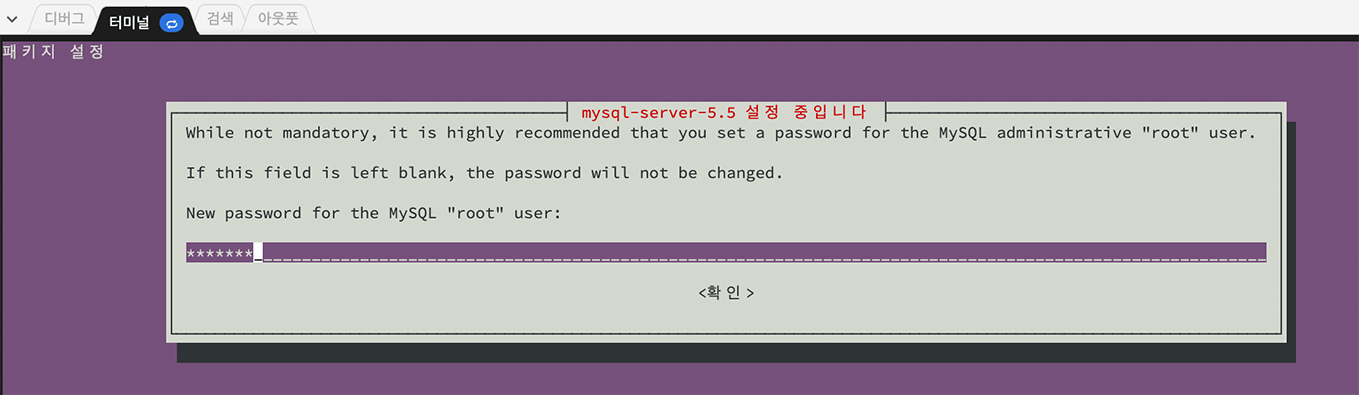 디버그 터미널 검색 아웃풋
패키지 설정
mysql-server-5.5 설정 중입니다
While not mandatory, it is highly recommended that you set a password for the MySQL administrative "root" user.
If this field is left blank, the password will not be changed.
New password for the MySQL "root" user:
*******
<확인>